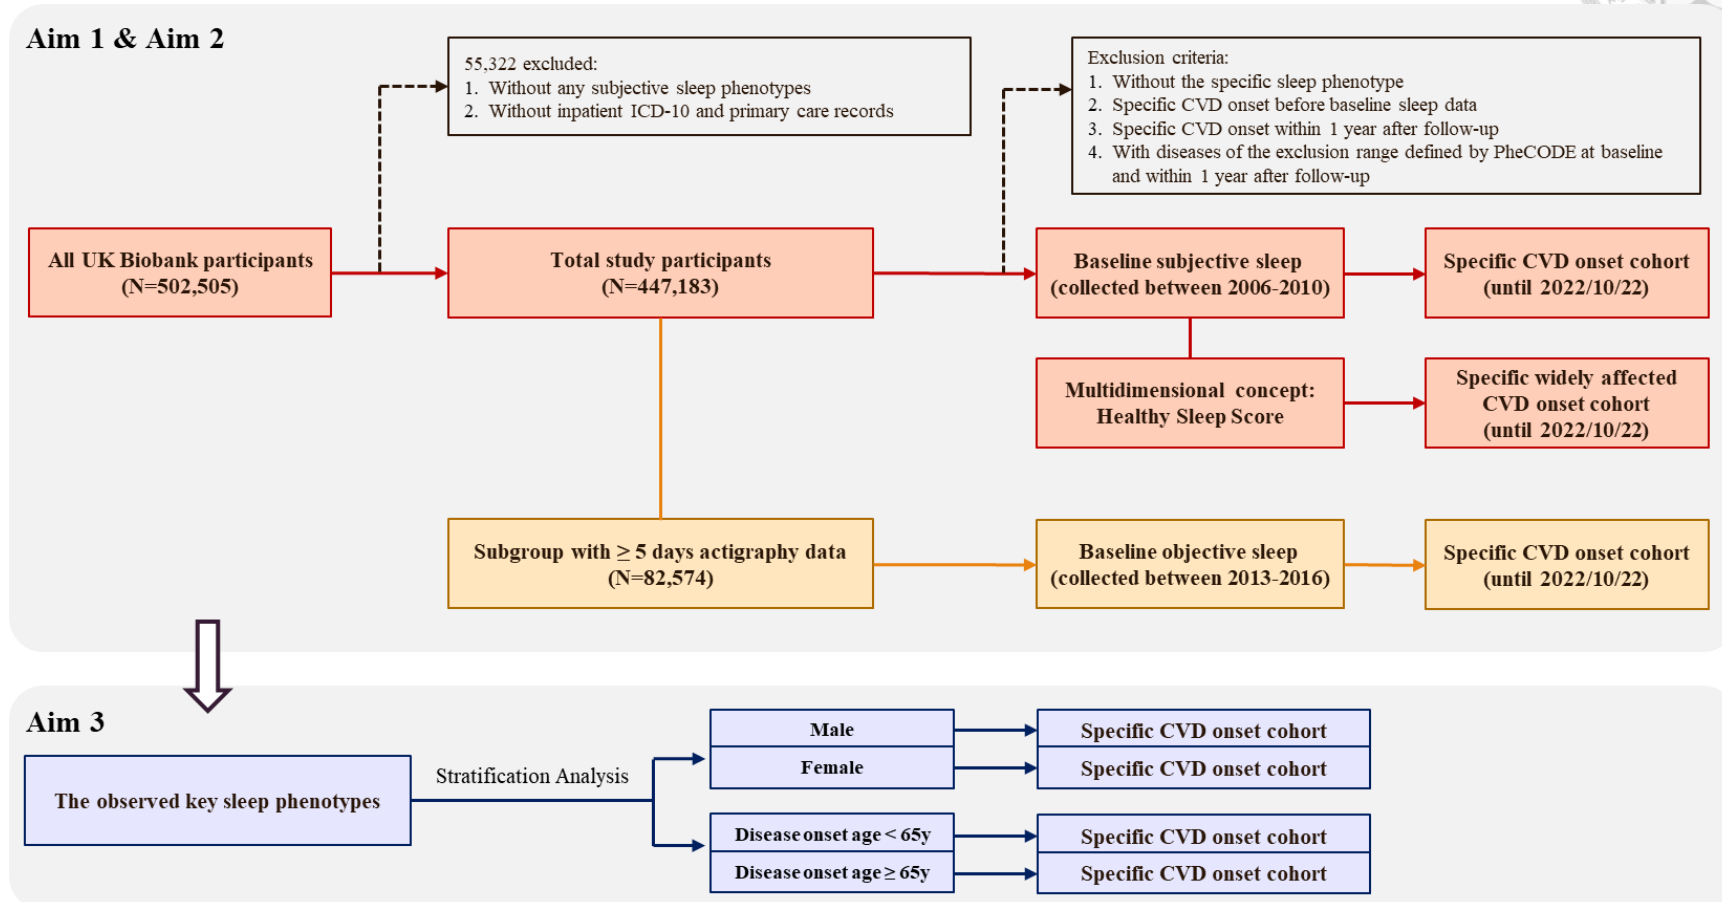 Aim 1 & Aim 2
55,322 excluded:
1. Without any subjective sleep phenotypes
2. Without inpatient ICD-10 and primary care records
Exclusion criteria:
1. Without the specific sleep phenotype
2. Specific CVD onset before baseline sleep data
3. Specific CVD onset within 1 year after follow-up
4. With diseases of the exclusion range defined by PheCODE at baseline
and within 1 year after follow-up
All UK Biobank participants
(N=502,505)
Total study participants
(N=447,183)
Baseline subjective sleep
(collected between 2006-2010)
Specific CVD onset cohort
(until 2022/10/22)
Multidimensional concept:
Healthy Sleep Score
Specific widely affected
CVD onset cohort
(until 2022/10/22)
Subgroup with ≥ 5 days actigraphy data
(N=82,574)
Baseline objective sleep
(collected between 2013-2016)
Specific CVD onset cohort
(until 2022/10/22)
Aim 3
The observed key sleep phenotypes
Stratification Analysis
Male
Specific CVD onset cohort
Female
Specific CVD onset cohort
Disease onset age < 65y
Specific CVD onset cohort
Disease onset age ≥ 65y
Specific CVD onset cohort